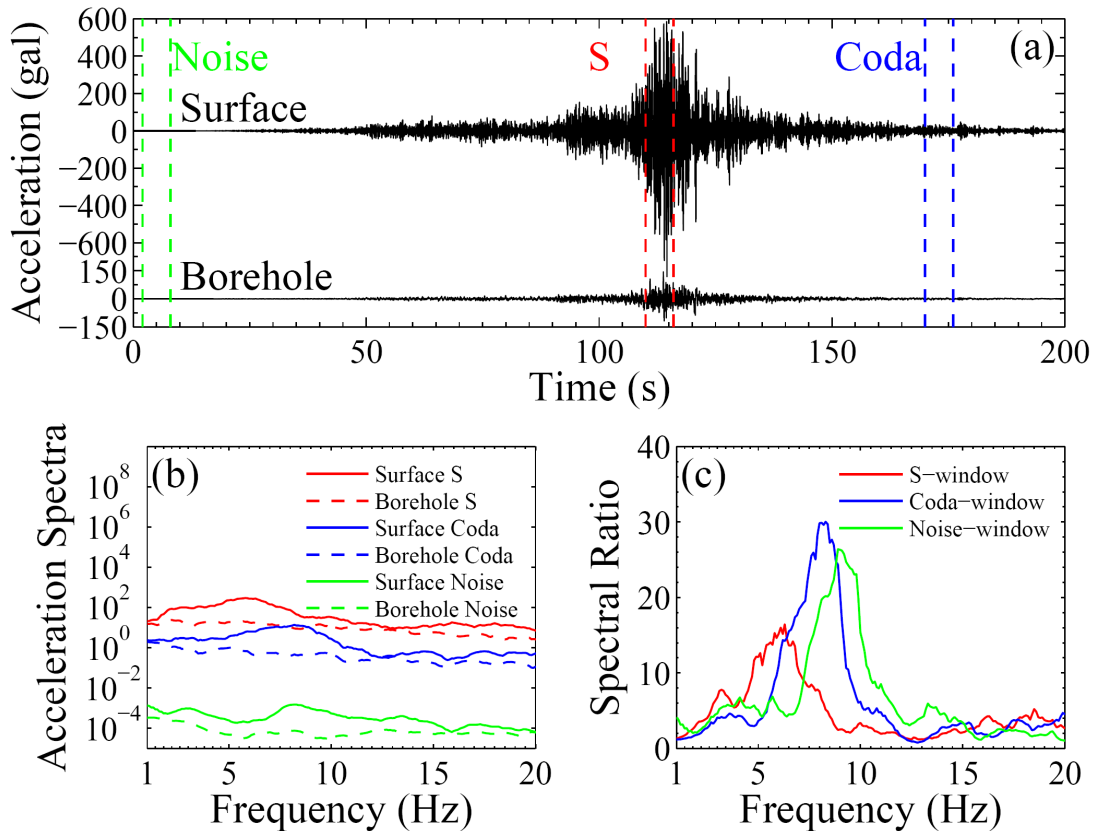 Acceleration (gal)
600
400
200
0
−200
−400
−600
150
0
−150
Noise
S
Coda
(a)
Surface
Borehole
0
50
100
150
200
Time (s)
(b)
Acceleration Spectra
10^8
10^6
10^4
10^2
10^0
10^−2
10^−4
Surface S
Borehole S
Surface Coda
Borehole Coda
Surface Noise
Borehole Noise
1
5
10
15
20
Frequency (Hz)
(c)
Spectral Ratio
40
30
20
10
0
S−window
Coda−window
Noise−window
1
5
10
15
20
Frequency (Hz)